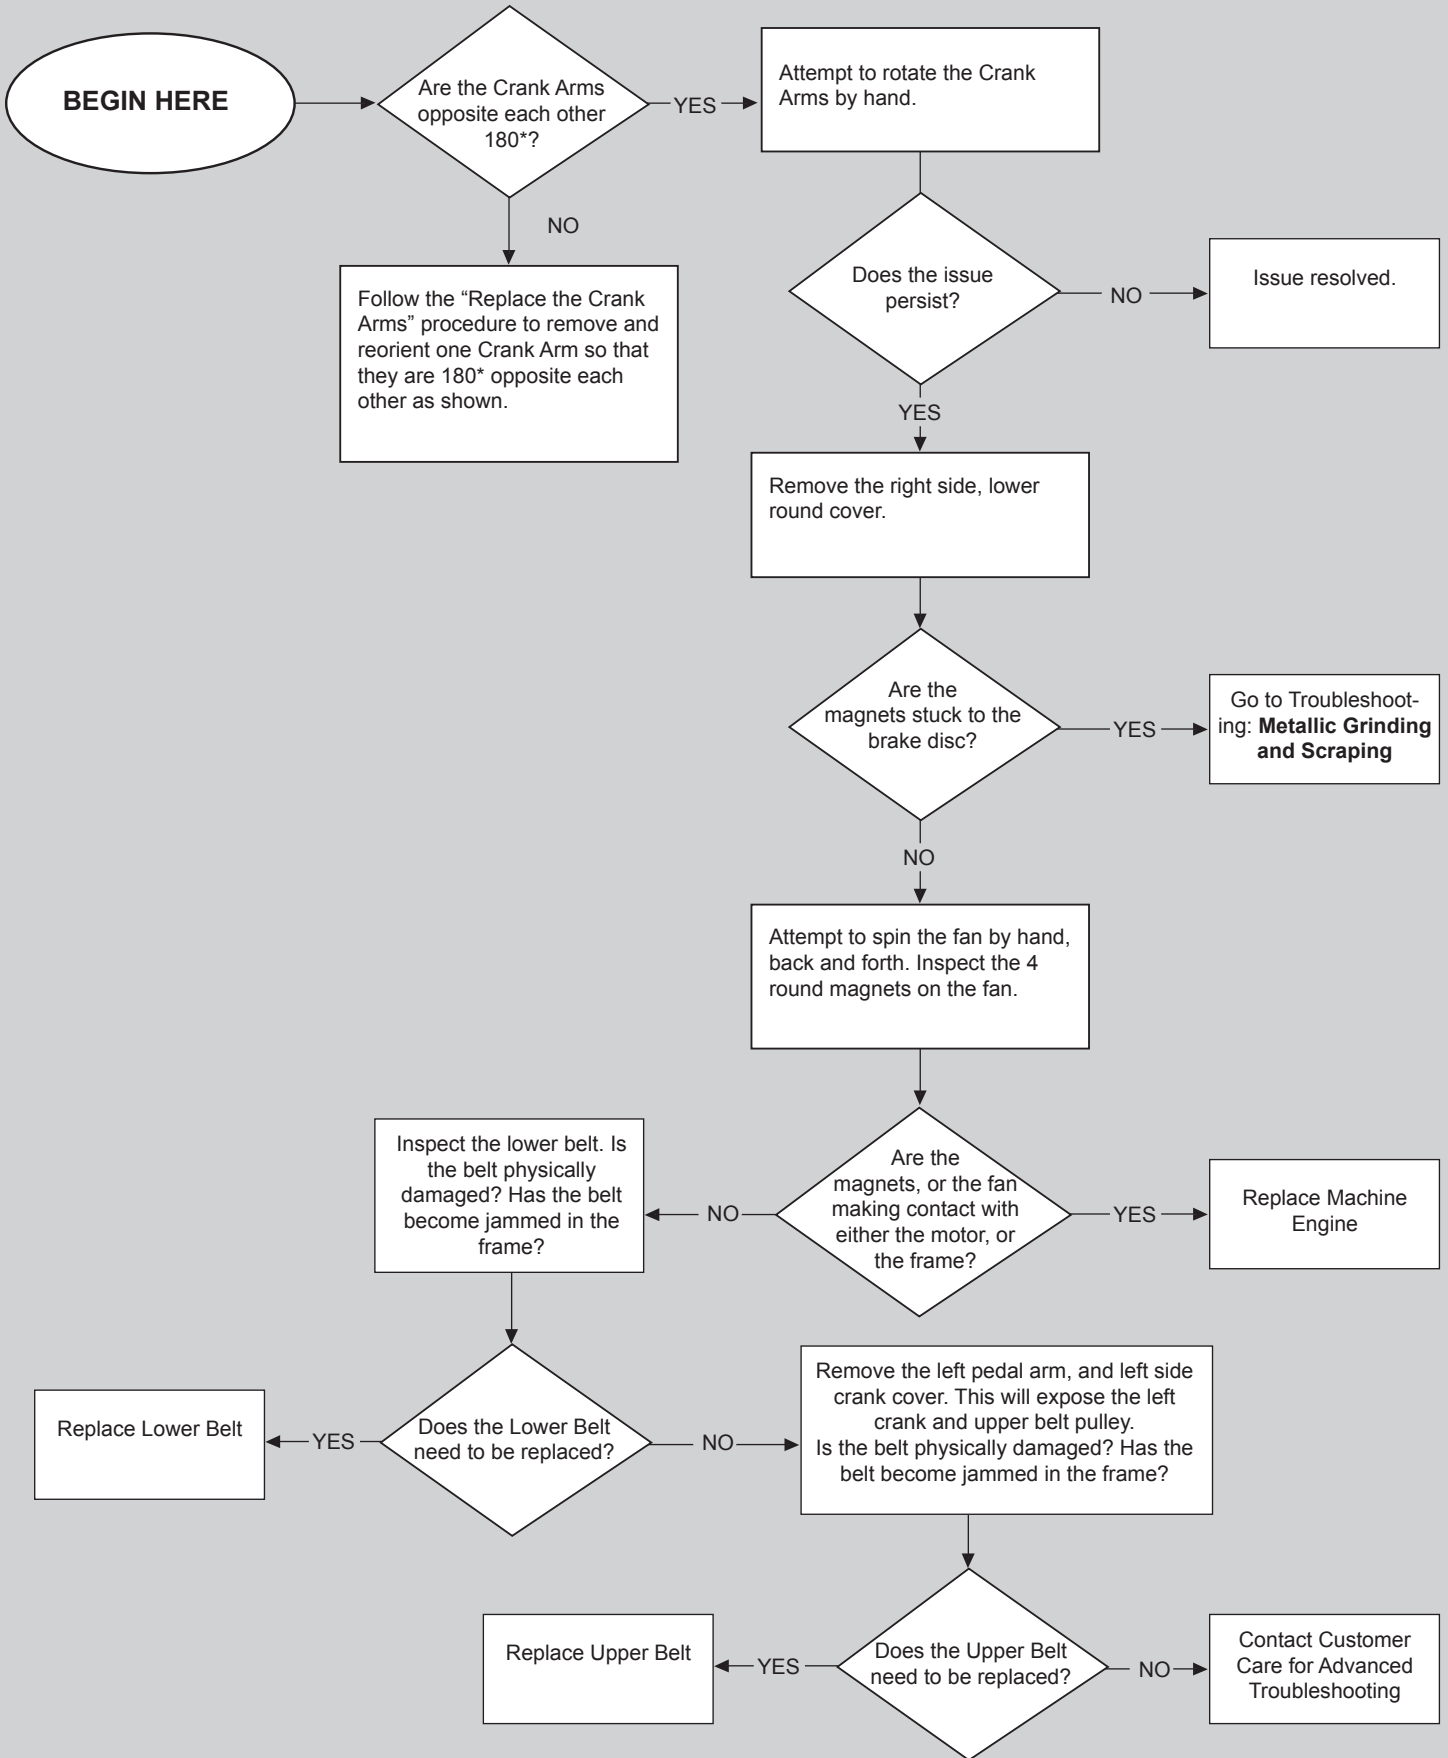 BEGIN HERE
Are the Crank Arms
opposite each other
180*?
YES
Attempt to rotate the Crank
Arms by hand.
NO
Follow the “Replace the Crank
Arms” procedure to remove and
reorient one Crank Arm so that
they are 180* opposite each
other as shown.
Does the issue
persist?
NO
Issue resolved.
YES
Remove the right side, lower
round cover.
Are the
magnets stuck to the
brake disc?
YES
Go to Troubleshoot-
ing: Metallic Grinding
and Scraping
NO
Attempt to spin the fan by hand,
back and forth. Inspect the 4
round magnets on the fan.
Are the
magnets, or the fan
making contact with
either the motor, or
the frame?
YES
Replace Machine
Engine
NO
Inspect the lower belt. Is
the belt physically
damaged? Has the belt
become jammed in the
frame?
Does the Lower Belt
need to be replaced?
YES
Replace Lower Belt
NO
Remove the left pedal arm, and left side
crank cover. This will expose the left
crank and upper belt pulley.
Is the belt physically damaged? Has the
belt become jammed in the frame?
Does the Upper Belt
need to be replaced?
YES
Replace Upper Belt
NO
Contact Customer
Care for Advanced
Troubleshooting